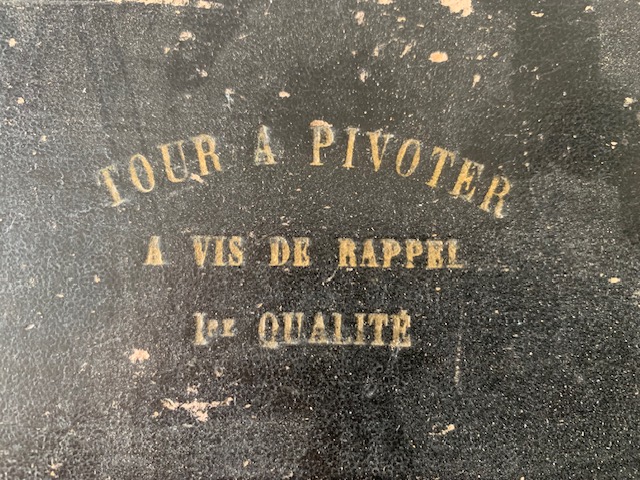 TOUR A PIVOTER
A VIS DE RAPPEL
1re QUALITÉ